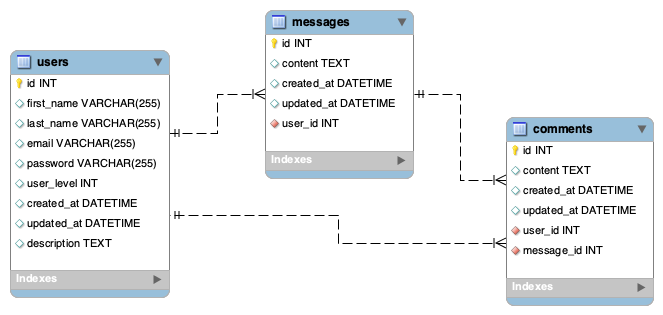 messages
id INT
content TEXT
created_at DATETIME
updated_at DATETIME
user_id INT
Indexes
users
id INT
first_name VARCHAR(255)
last_name VARCHAR(255)
email VARCHAR(255)
password VARCHAR(255)
user_level INT
created_at DATETIME
updated_at DATETIME
description TEXT
Indexes
comments
id INT
content TEXT
created_at DATETIME
updated_at DATETIME
user_id INT
message_id INT
Indexes